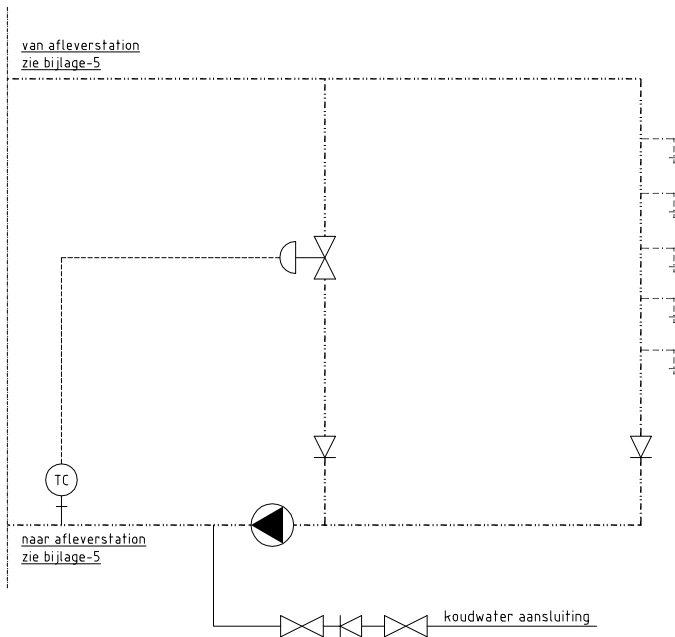 van afleverstation
zie bijlage-5
TC
naar afleverstation
zie bijlage-5
koudwater aansluiting